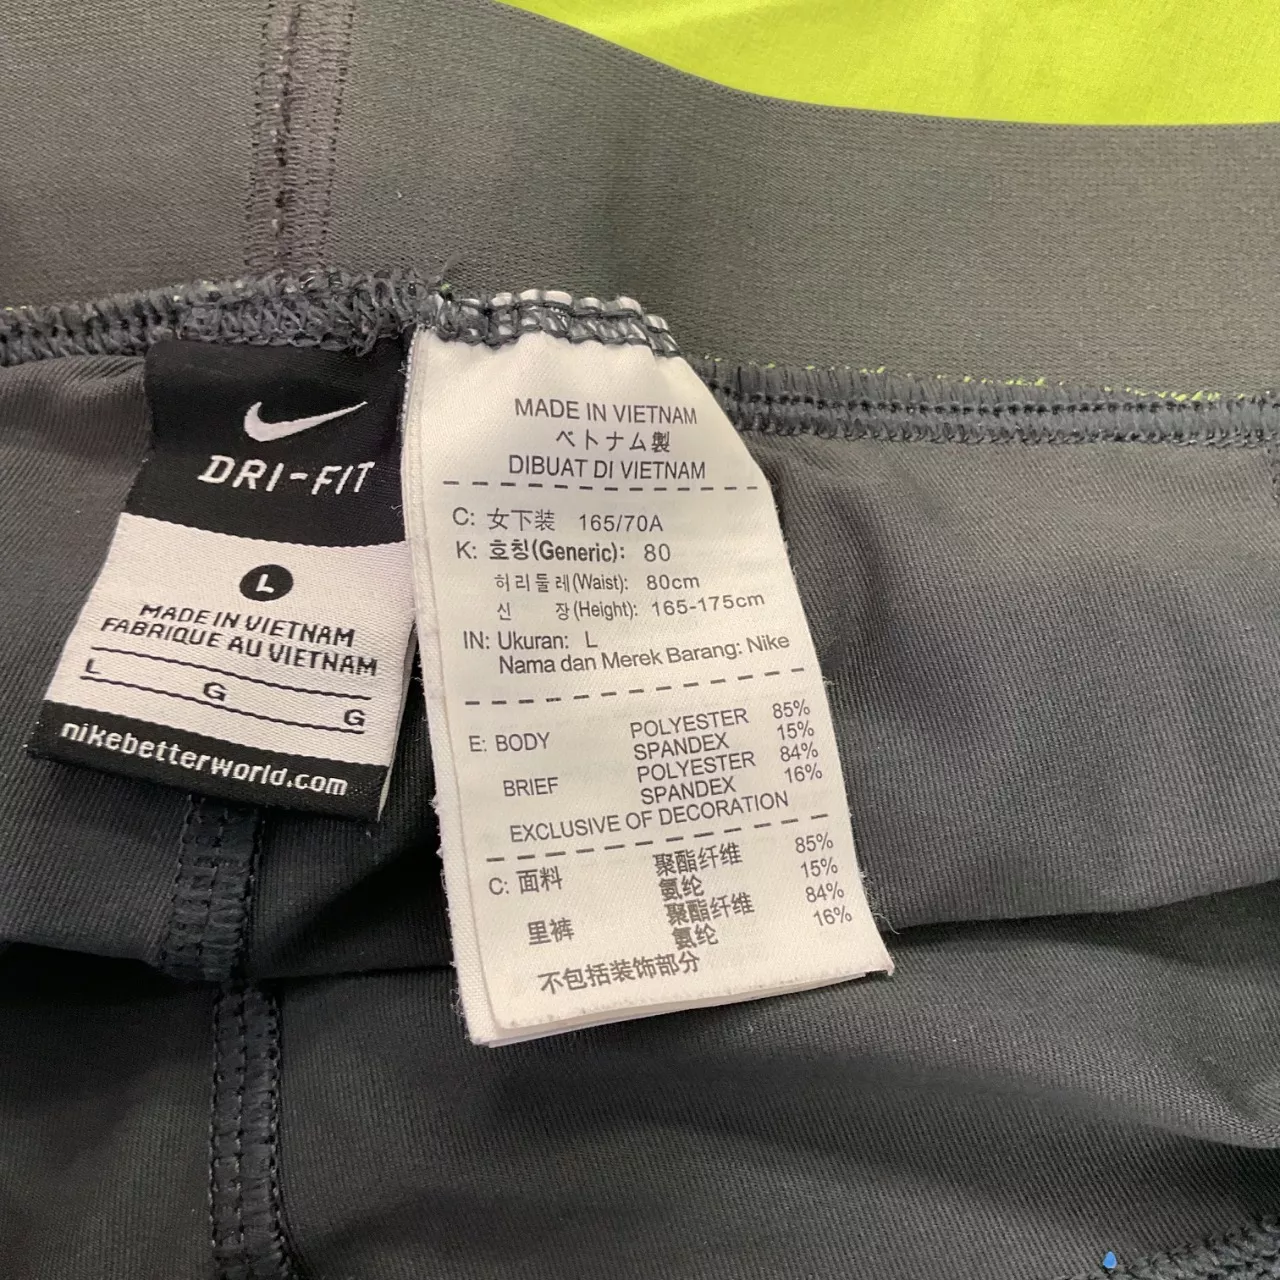 DRI-FIT
L
MADE IN VIETNAM
FABRIQUE AU VIETNAM
L
G
G
nikebetterworld.com
MADE IN VIETNAM
ベトナム製
DIBUAT DI VIETNAM
C: 女下装 165/70A
K: 호칭(Generic): 80
허리둘레(Waist): 80cm
신 장(Height): 165-175cm
IN: Ukuran: L
Nama dan Merek Barang: Nike
E: BODY POLYESTER 85%
SPANDEX 15%
BRIEF POLYESTER 84%
SPANDEX 16%
EXCLUSIVE OF DECORATION
C: 面料 聚酯纤维 85%
氨纶 15%
里裤 聚酯纤维 84%
氨纶 16%
不包括装饰部分